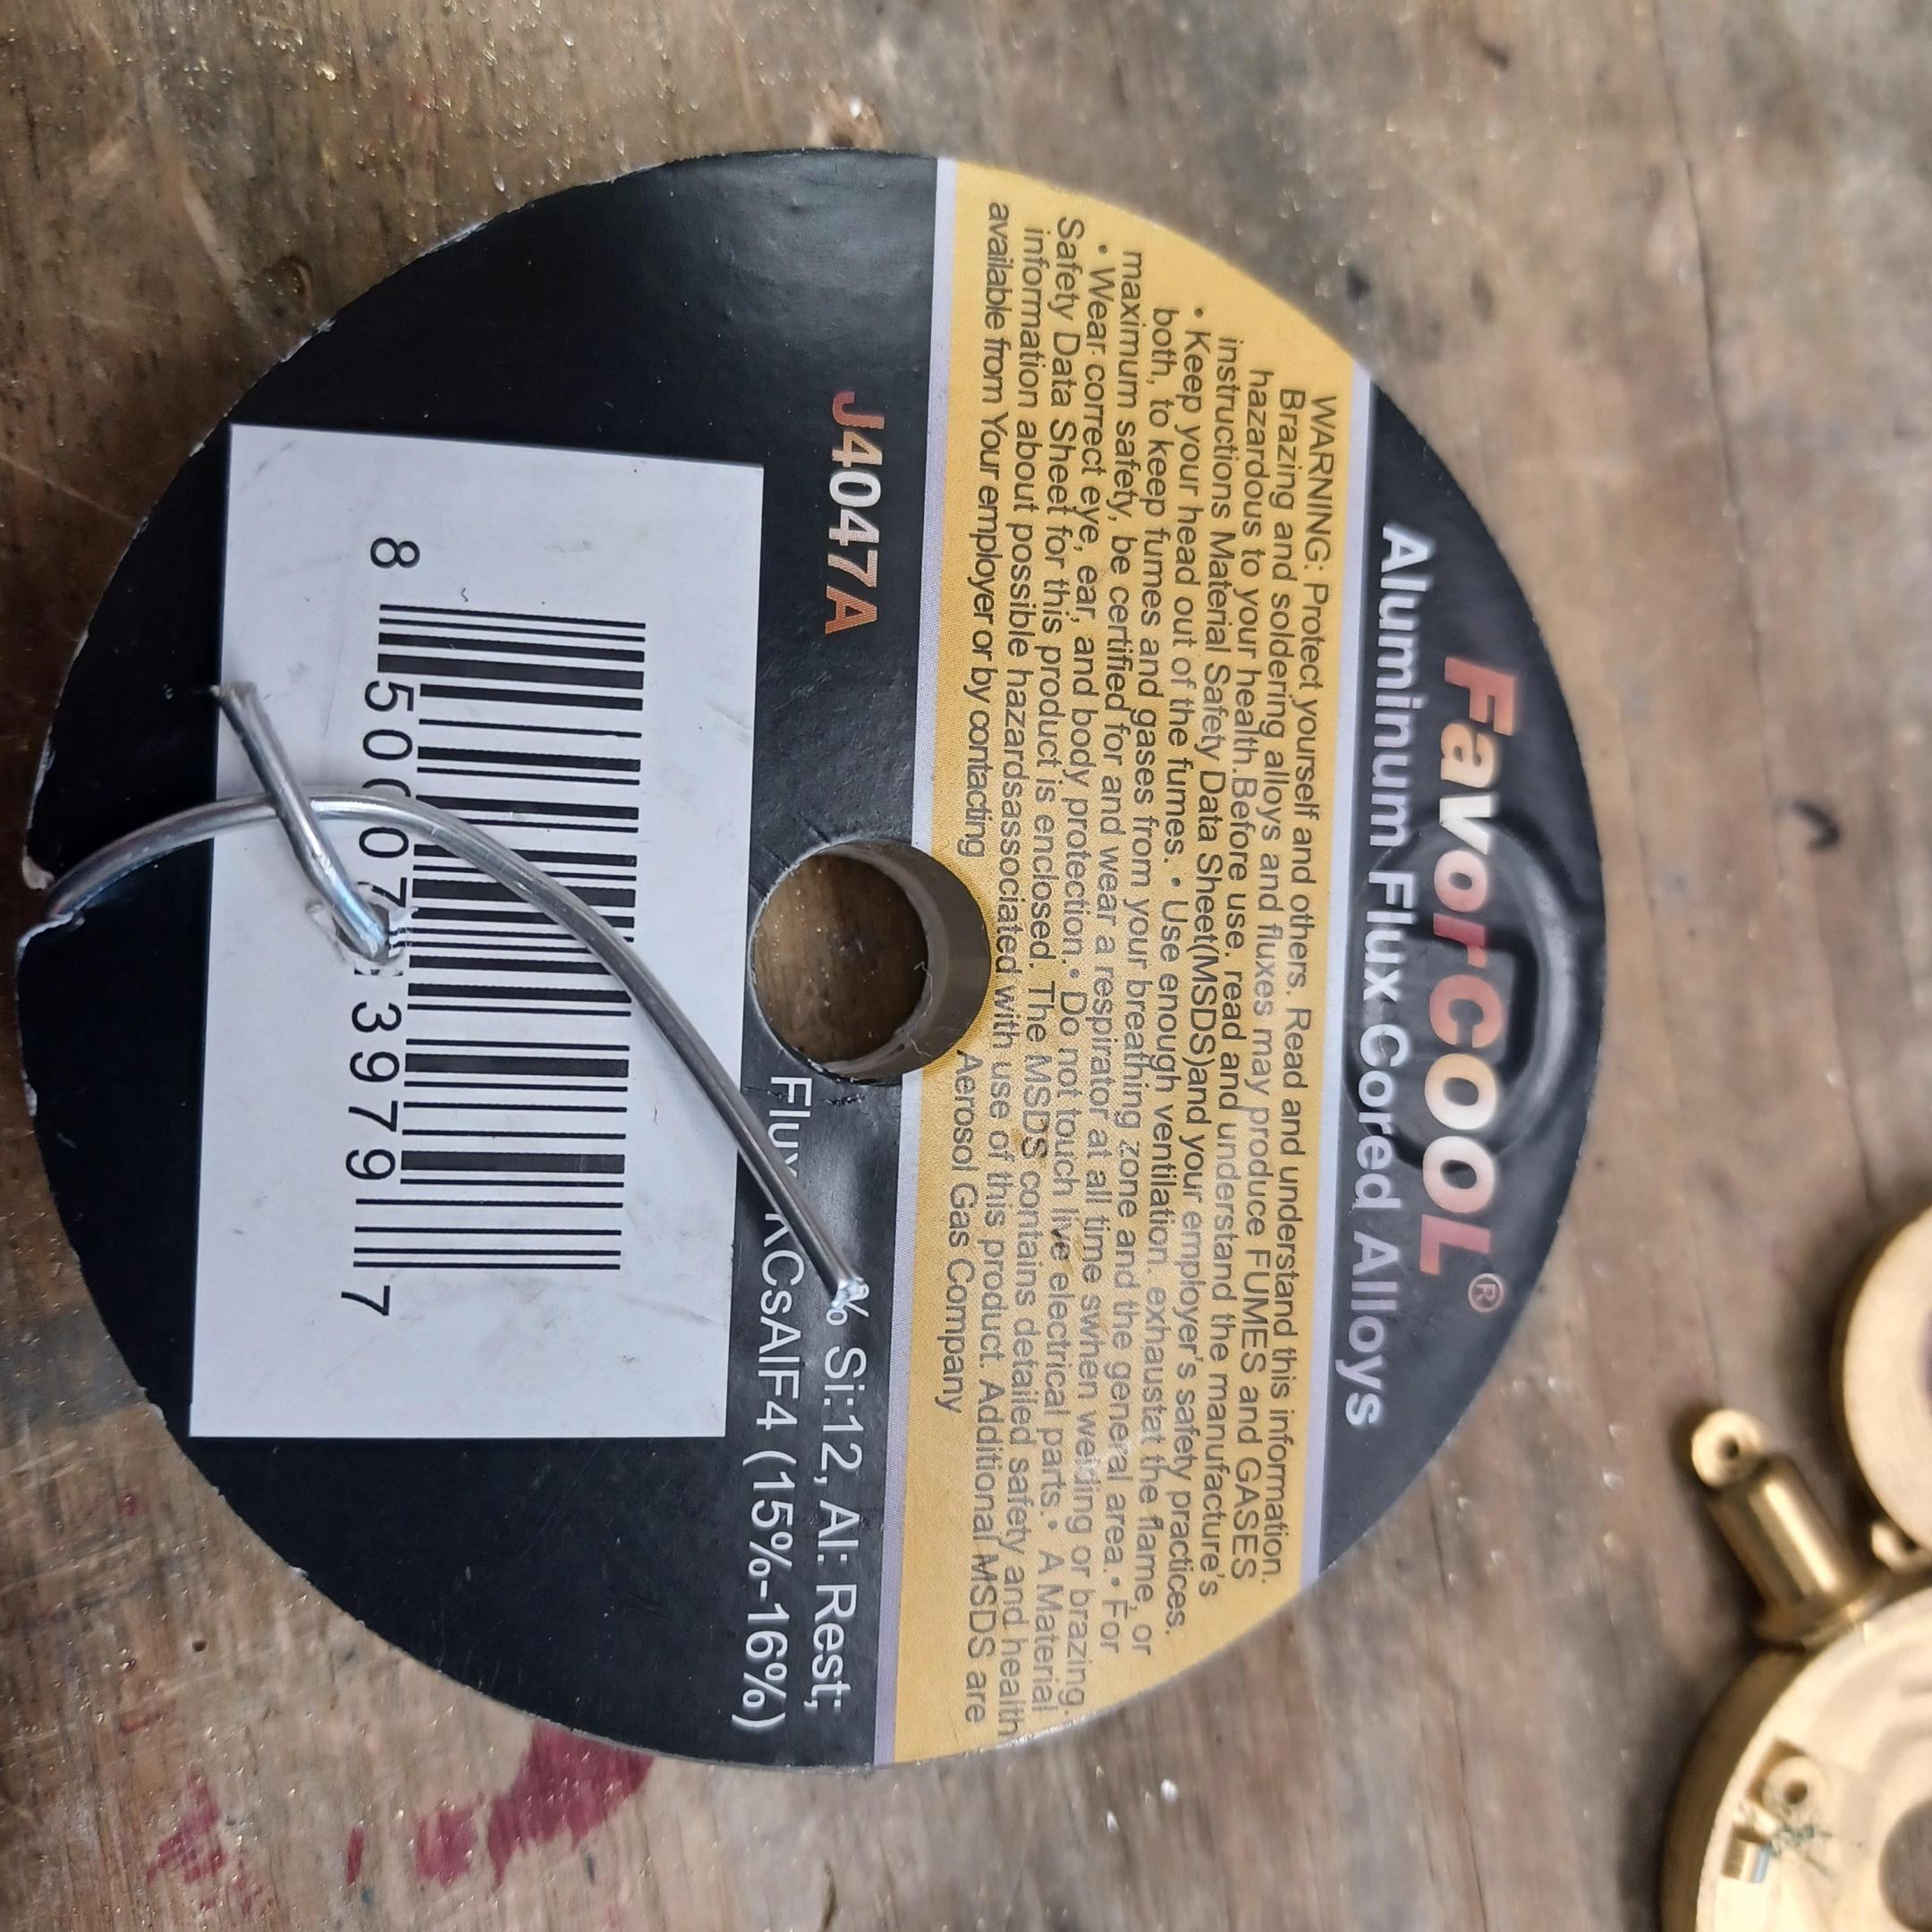 Favorcool®
Aluminum Flux Cored Alloys
WARNING: Protect yourself and others. Read and understand this information.
Brazing and soldering alloys and fluxes may produce FUMES and GASES
hazardous to your health.Before use. read and understand the manufacture's
instructions Material Safety Data Sheet(MSDS)and your employer's safety practices.
• Keep your head out of the fumes. • Use enough ventilation, exhaustat the flame, or
both, to keep fumes and gases from your breathing zone and the general area.• For
maximum safety, be certified for and wear a respirator at all time swhen welding or brazing.
• Wear correct eye, ear, and body protection.• Do not touch live electrical parts.• A Material
Safety Data Sheet for this product is enclosed. The MSDS contains detailed safety and health
information about possible hazardsassociated with use of this product. Additional MSDS are
available from Your employer or by contacting Aerosol Gas Company
J4047A
% Si:12, Al: Rest;
Flux KCsAlF4 (15%-16%)
8 500 07 39797